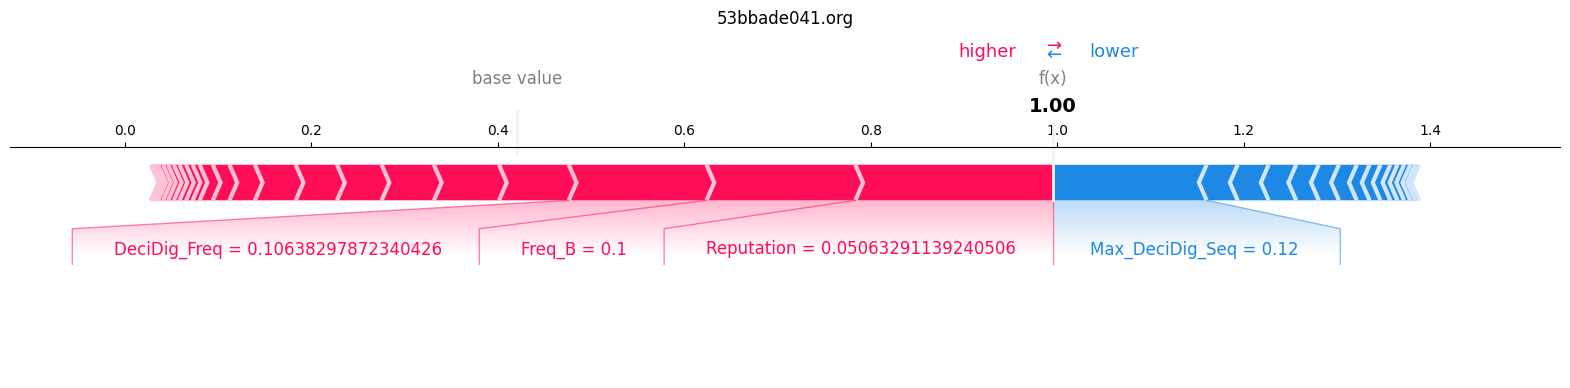 53bbade041.org
higher ⇄ lower
base value f(x)
1.00
0.0 0.2 0.4 0.6 0.8 1.0 1.2 1.4
DeciDig_Freq = 0.10638297872340426 Freq_B = 0.1 Reputation = 0.05063291139240506 Max_DeciDig_Seq = 0.12